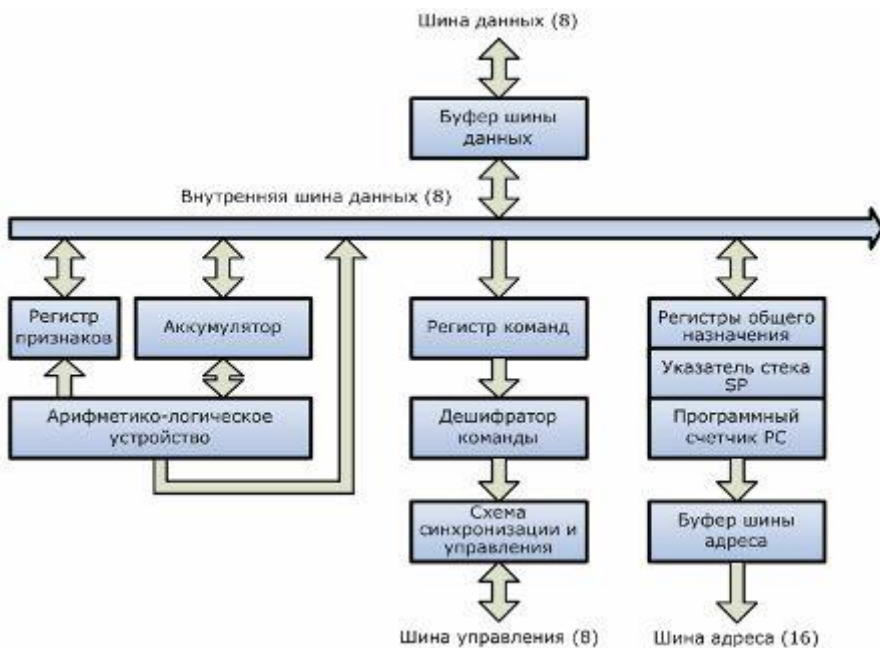 Шина данных (8)
Буфер шины
данных
Внутренняя шина данных (8)
Регистр
признаков
Аккумулятор
Регистр команд
Регистры общего
назначения
Указатель стека
SP
Арифметико-логическое
устройство
Дешифратор
команды
Программный
счетчик PC
Схема
синхронизации и
управления
Буфер шины
адреса
Шина управления (8)
Шина адреса (16)